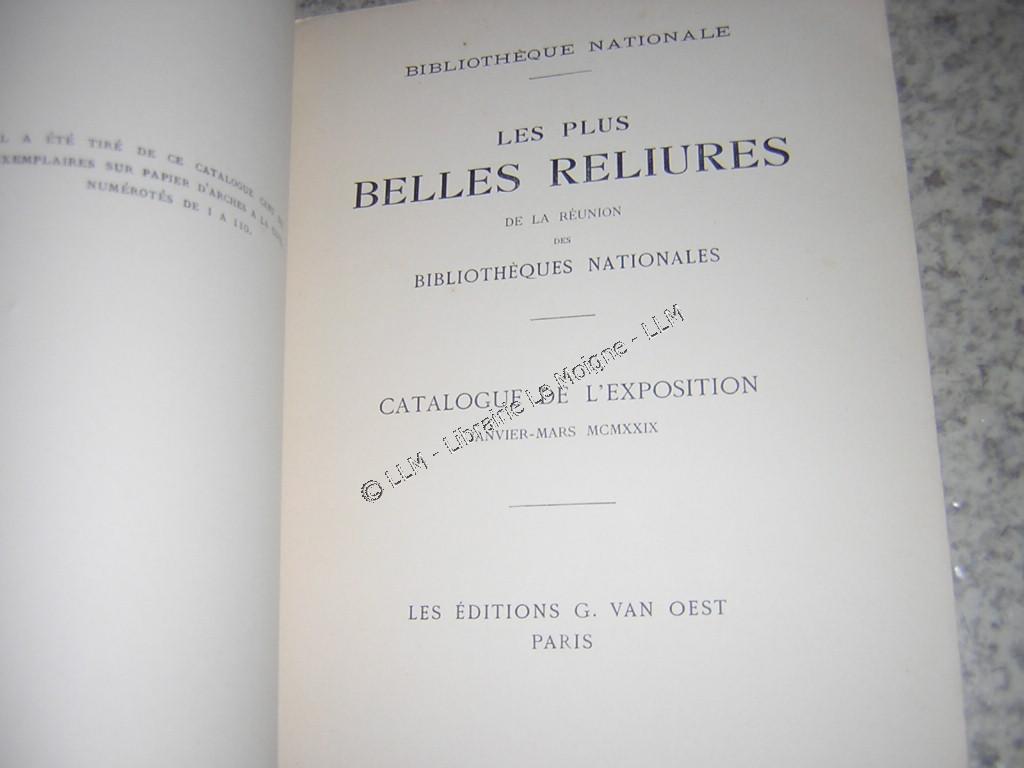 L A ÉTÉ TIRÉ DE CE CATALOGUE CENT
EXEMPLAIRES SUR PAPIER D'ARCHES A LA
NUMÉROTÉS DE 1 A 110.
BIBLIOTHÈQUE NATIONALE
LES PLUS
BELLES RELIURES
DE LA RÉUNION
DES
BIBLIOTHÈQUES NATIONALES
CATALOGUE DE L'EXPOSITION
JANVIER-MARS MCMXXIX
© LLM - Librairie Le Moigne - LLM
LES ÉDITIONS G. VAN OEST
PARIS